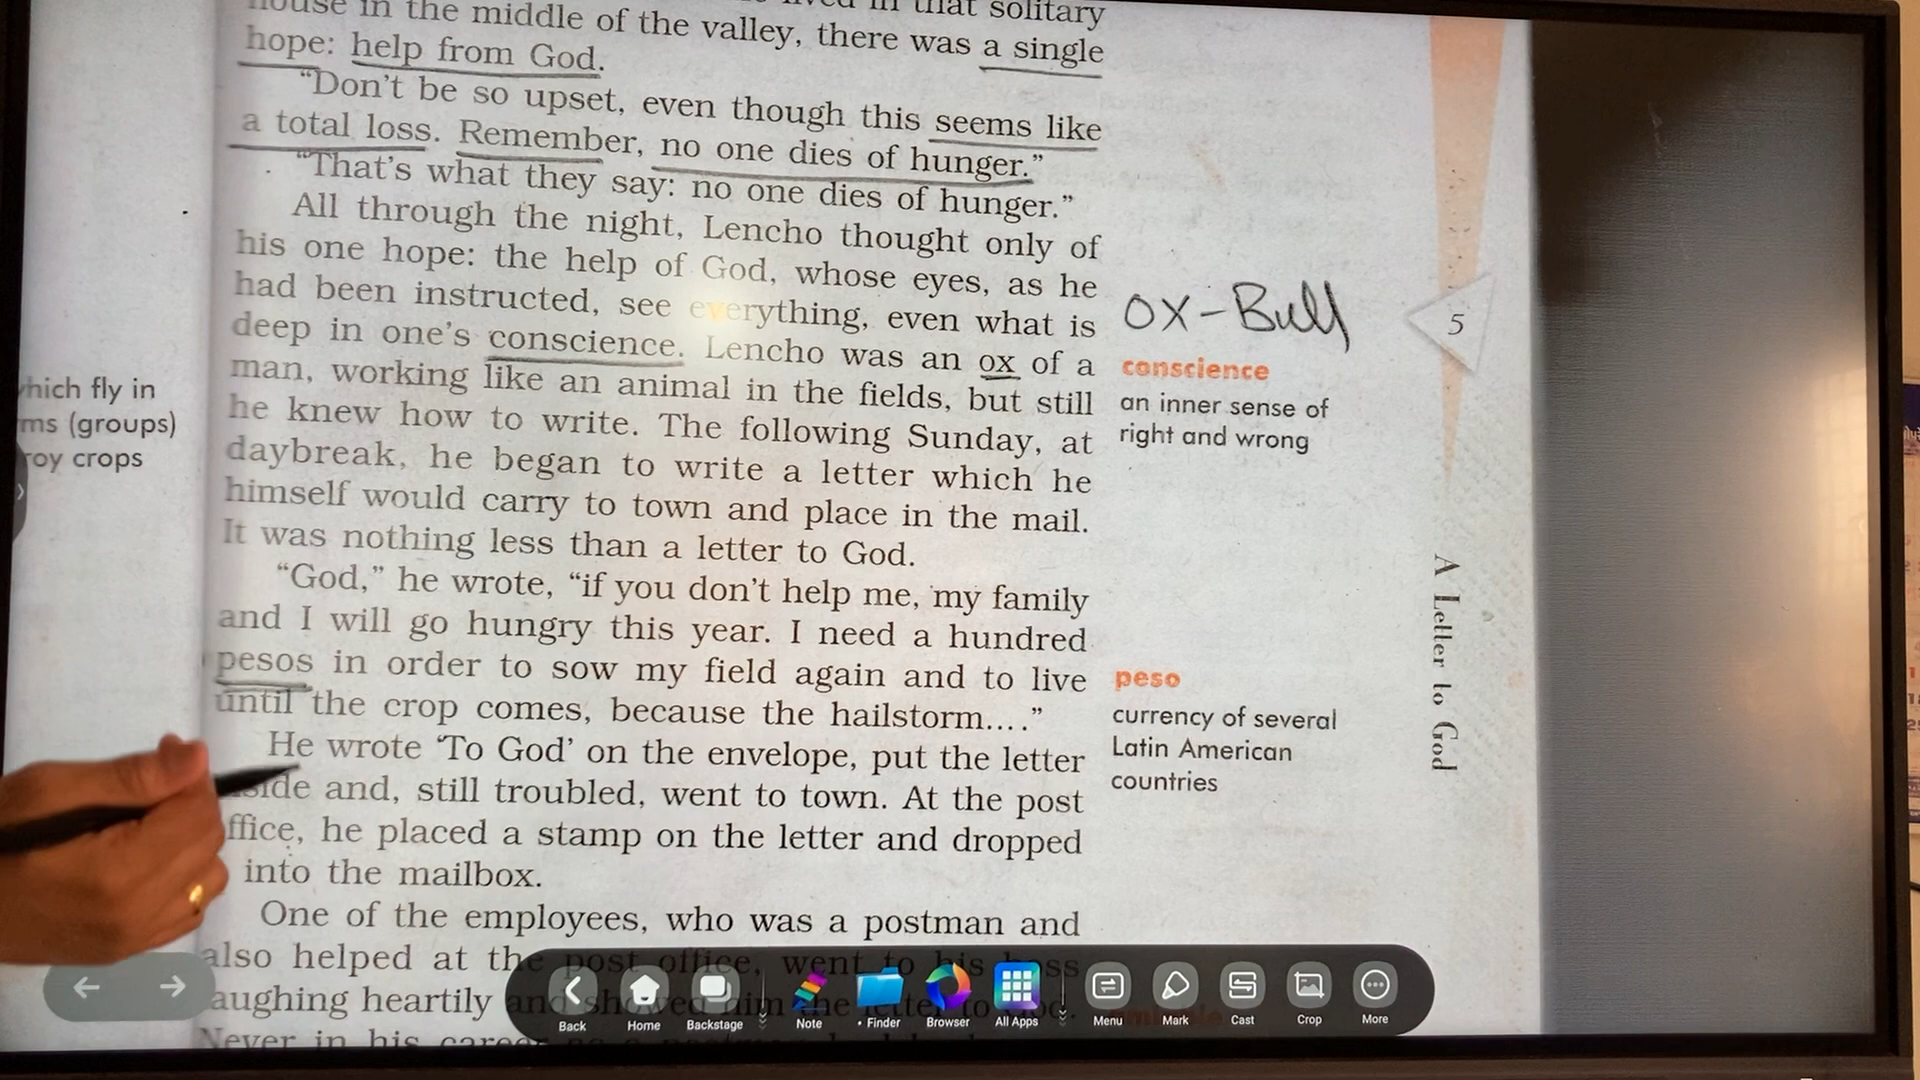 house in the middle of the valley, there was a single
hope: help from God.
"Don't be so upset, even though this seems like
a total loss. Remember, no one dies of hunger."
"That's what they say: no one dies of hunger."
All through the night, Lencho thought only of
his one hope: the help of God, whose eyes, as he
had been instructed, see everything, even what is
deep in one's conscience. Lencho was an ox of a
man, working like an animal in the fields, but still
he knew how to write. The following Sunday, at
daybreak, he began to write a letter which he
himself would carry to town and place in the mail.
It was nothing less than a letter to God.
"God," he wrote, "if you don't help me, my family
and I will go hungry this year. I need a hundred
pesos in order to sow my field again and to live
until the crop comes, because the hailstorm...."
He wrote 'To God' on the envelope, put the letter
and, still troubled, went to town. At the post
ffice, he placed a stamp on the letter and dropped
into the mailbox.
One of the employees, who was a postman and
also helped at the post office, went to his boss
aughing heartily and showed him the letter to God.
Never in his career
hich fly in
ms (groups)
roy crops
OX-Bull
conscience
an inner sense of
right and wrong
peso
currency of several
Latin American
countries
5
A Letter to God
Back
Home
Backstage
Note
Finder
Browser
All Apps
Menu
Mark
Cast
Crop
More